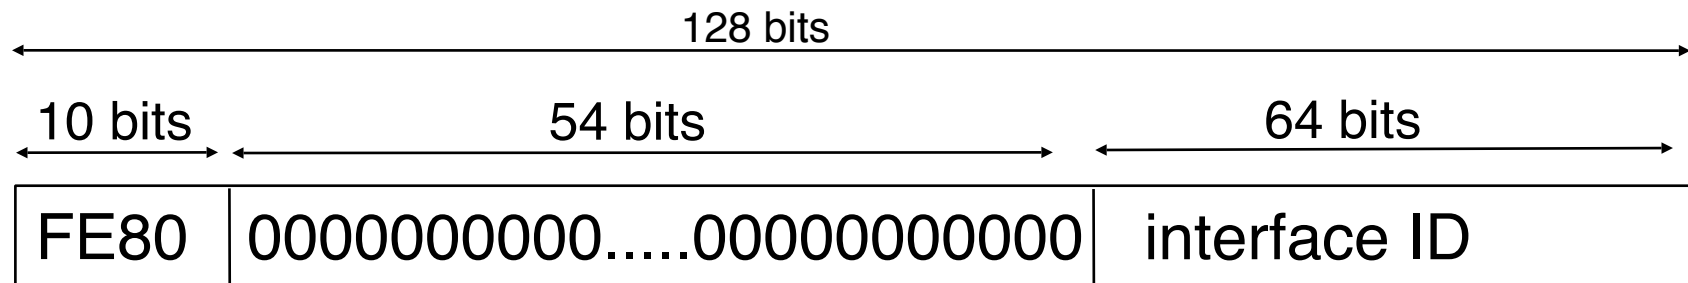 128 bits
10 bits 54 bits 64 bits
FE80 0000000000.....00000000000 interface ID